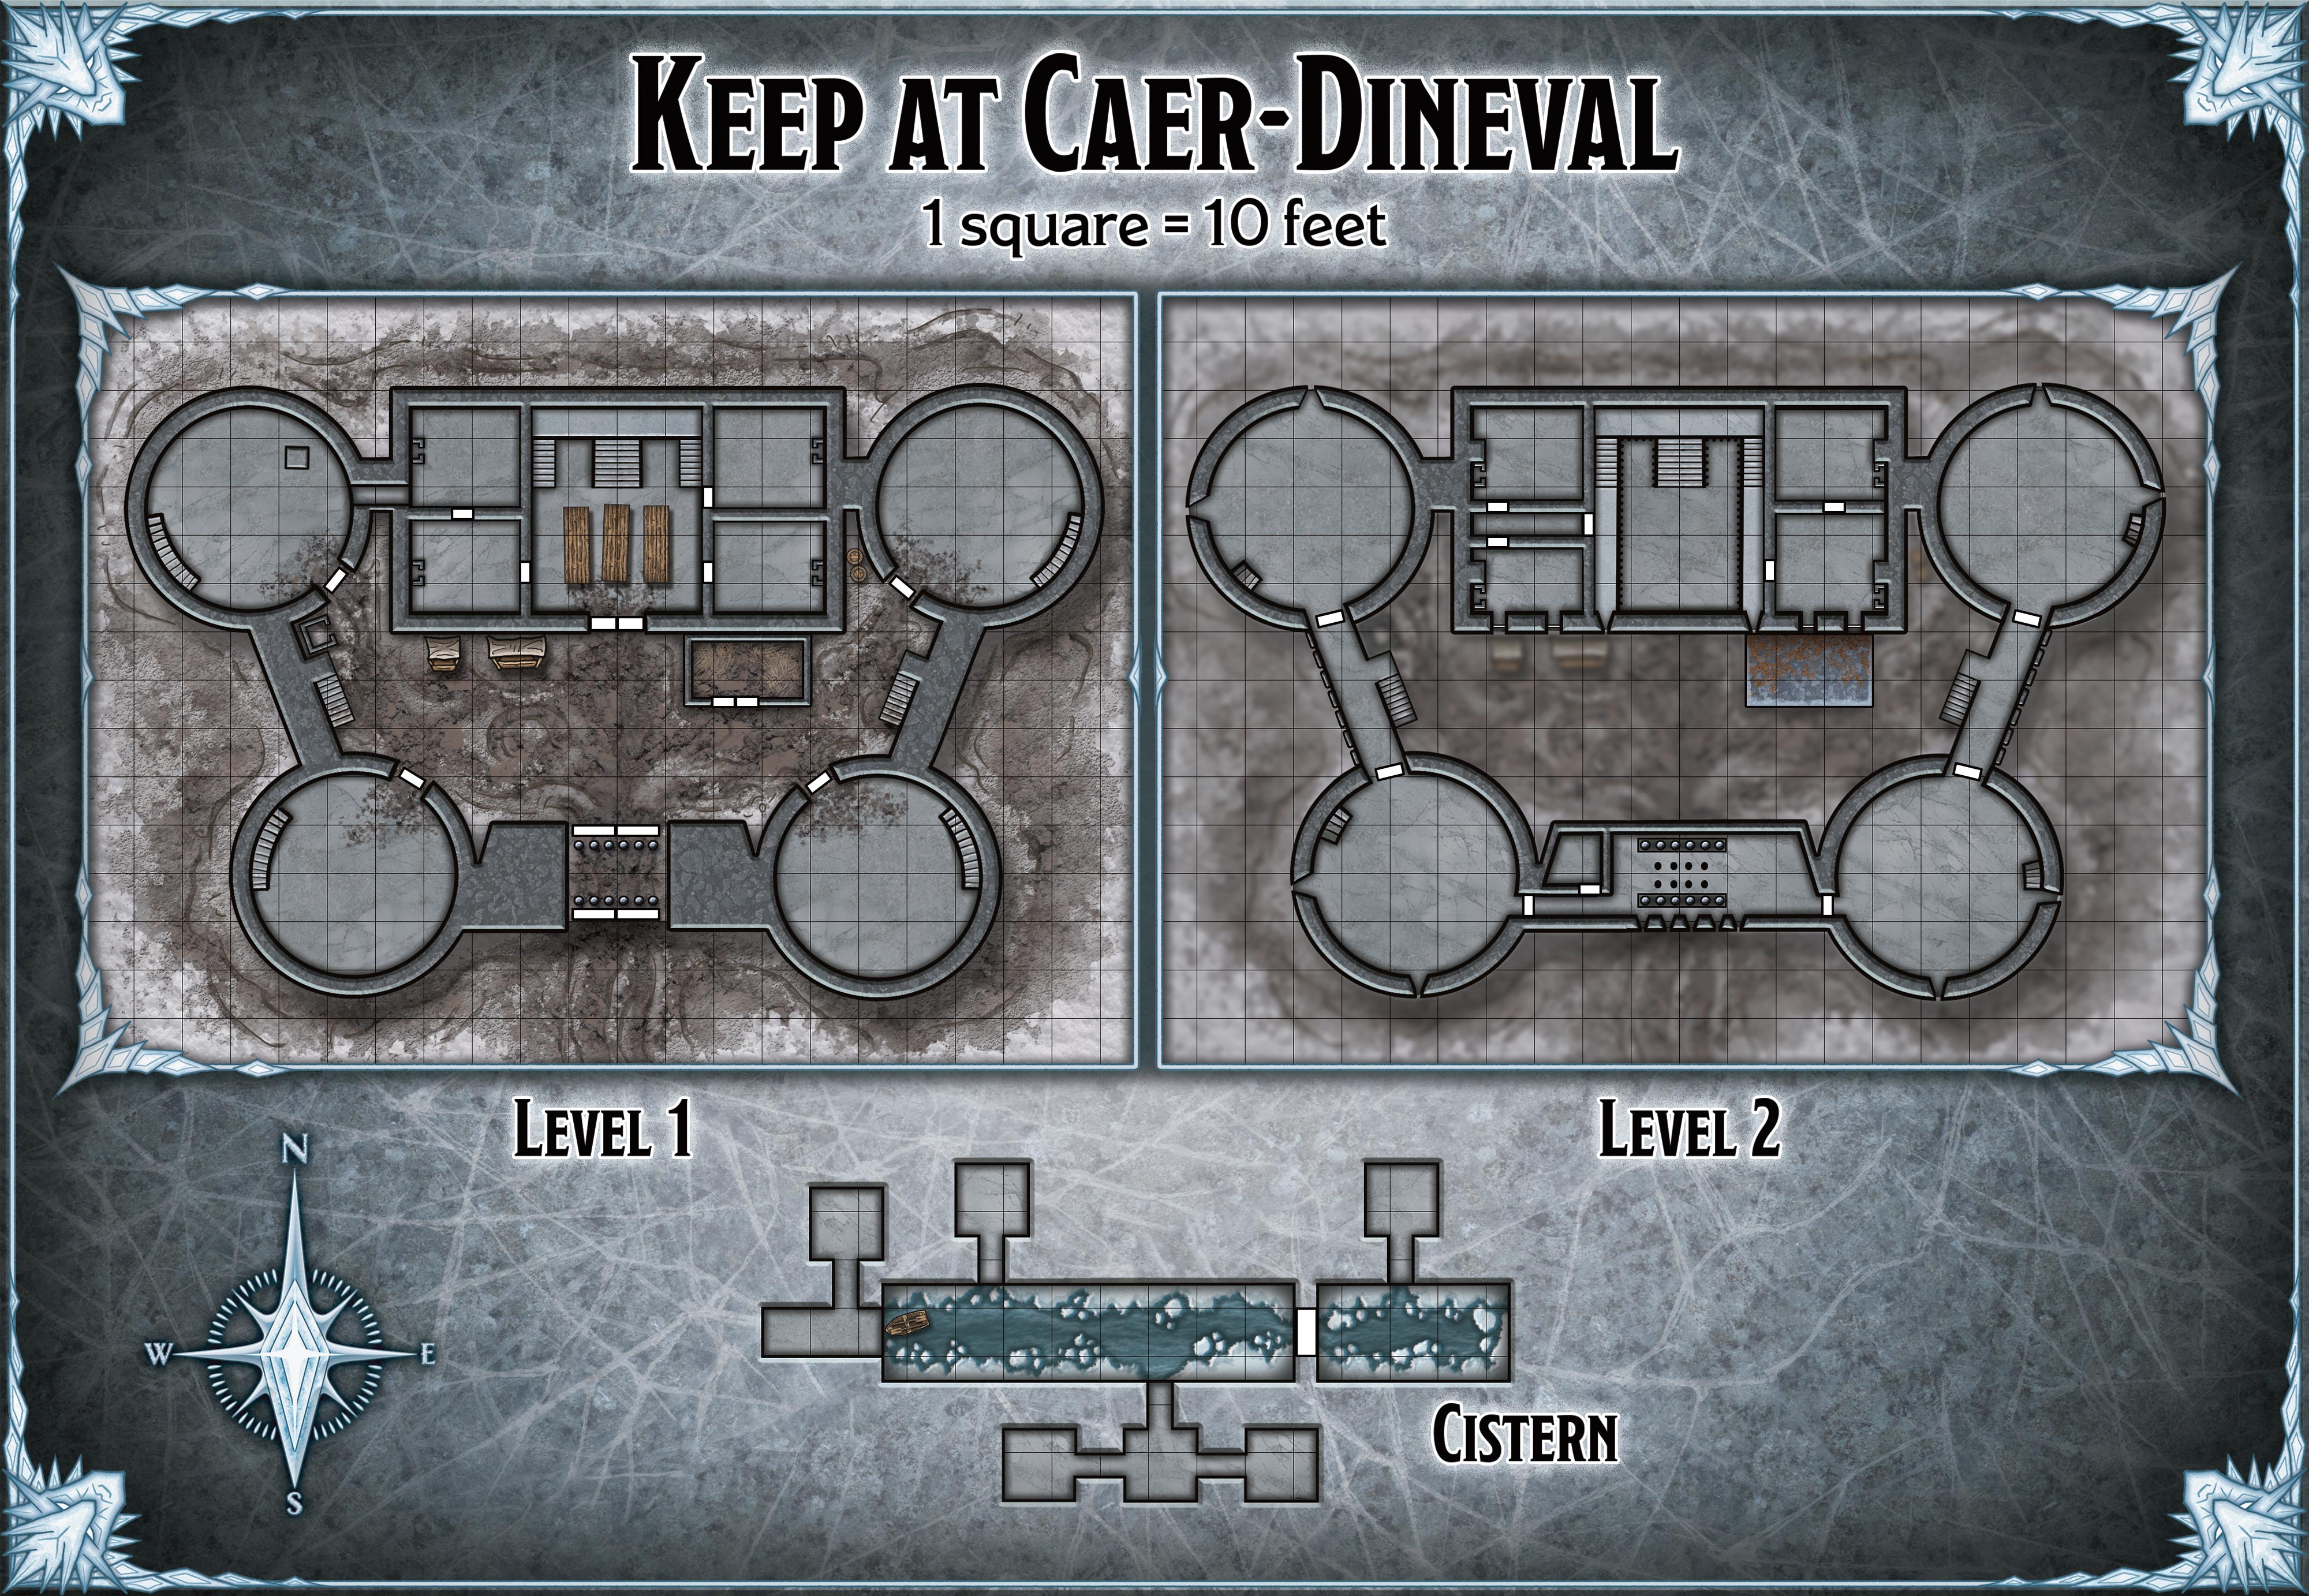 Keep at Caer-Dineval
1 square = 10 feet
Level 1
Level 2
N
W
E
S
Cistern